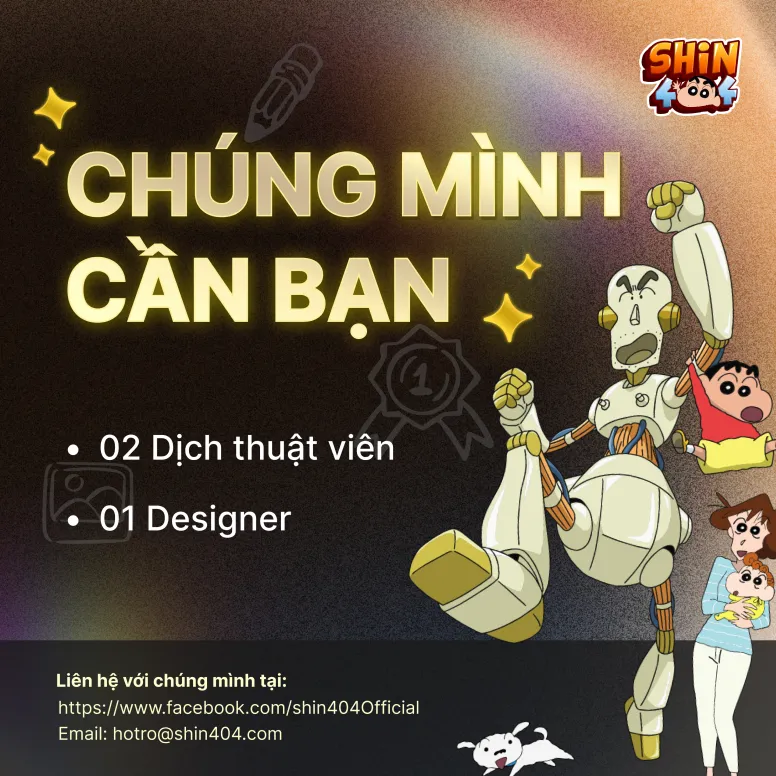 SHiN
404
CHÚNG MÌNH
CẦN BẠN
1
• 02 Dịch thuật viên
• 01 Designer
Liên hệ với chúng mình tại:
https://www.facebook.com/shin404Official
Email: hotro@shin404.com